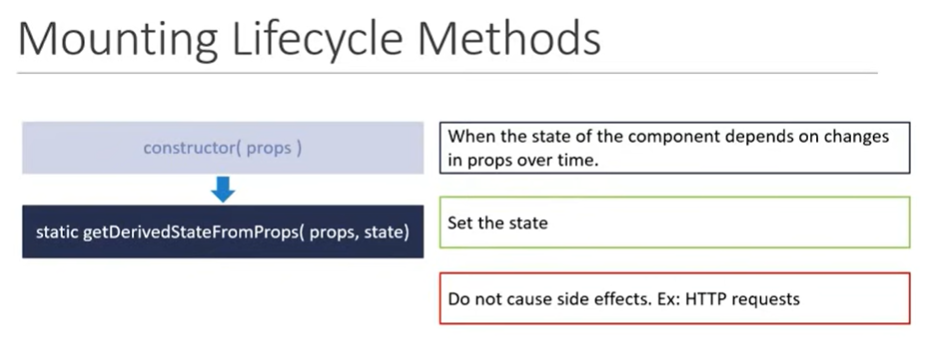 Mounting Lifecycle Methods
constructor( props )
static getDerivedStateFromProps( props, state)
When the state of the component depends on changes
in props over time.
Set the state
Do not cause side effects. Ex: HTTP requests